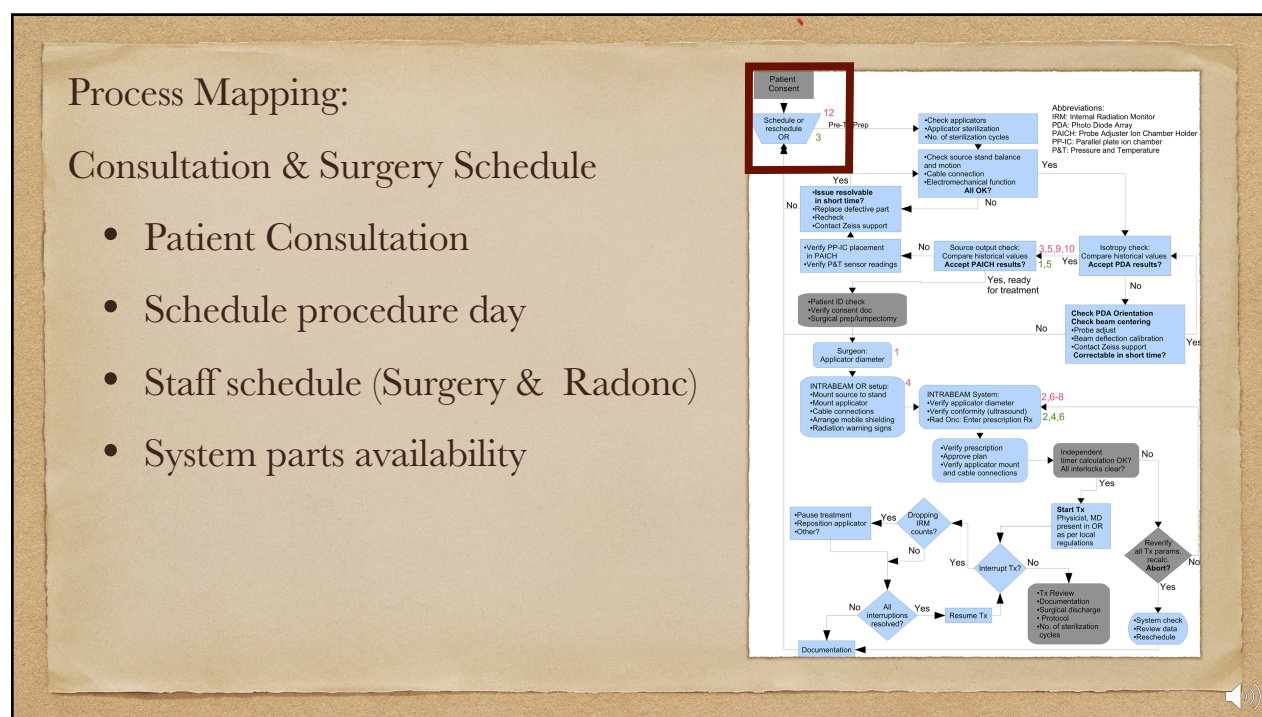 Process Mapping:
Consultation & Surgery Schedule
• Patient Consultation
• Schedule procedure day
• Staff schedule (Surgery & Radonc)
• System parts availability
Patient
Consent
Schedule or
reschedule
OR
12
3
Pre-Tx Prep
•Check applicators
•Applicator sterilization
•No. of sterilization cycles
Abbreviations:
IRM: Internal Radiation Monitor
PDA: Photo Diode Array
PAICH: Probe Adjuster Ion Chamber Holder
PP-IC: Parallel plate ion chamber
P&T: Pressure and Temperature
•Check source stand balance
and motion
•Cable connection
•Electromechanical function
All OK?
Yes
No
Yes
•Issue resolvable
in short time?
•Replace defective part
•Recheck
•Contact Zeiss support
No
•Verify PP-IC placement
in PAICH
•Verify P&T sensor readings
No
Source output check:
Compare historical values
Accept PAICH results?
3,5,9,10
1,5
Yes
Isotropy check:
Compare historical values
Accept PDA results?
Yes, ready
for treatment
No
•Patient ID check
•Verify consent doc
•Surgical prep/lumpectomy
Check PDA Orientation
Check beam centering
•Probe adjust
•Beam deflection calibration
•Contact Zeiss support
Correctable in short time?
No
Yes
Surgeon:
Applicator diameter
1
INTRABEAM OR setup:
•Mount source to stand
•Mount applicator
•Cable connections
•Arrange mobile shielding
•Radiation warning signs
4
INTRABEAM System:
•Verify applicator diameter
•Verify conformity (ultrasound)
•Rad Onc: Enter prescription Rx
2,6-8
2,4,6
•Verify prescription
•Approve plan
•Verify applicator mount
and cable connections
Independent
timer calculation OK?
All interlocks clear?
No
Yes
Start Tx
Physicist, MD
present in OR
as per local
regulations
•Pause treatment
•Reposition applicator
•Other?
Yes
Dropping
IRM
counts?
No
Yes
Interrupt Tx?
No
Reverify
all Tx params.
recalc.
Abort?
No
Yes
•Tx Review
•Documentation
•Surgical discharge
• Protocol
•No. of sterilization
cycles
No
All
interruptions
resolved?
Yes
Resume Tx
•System check
•Review data
•Reschedule
Documentation